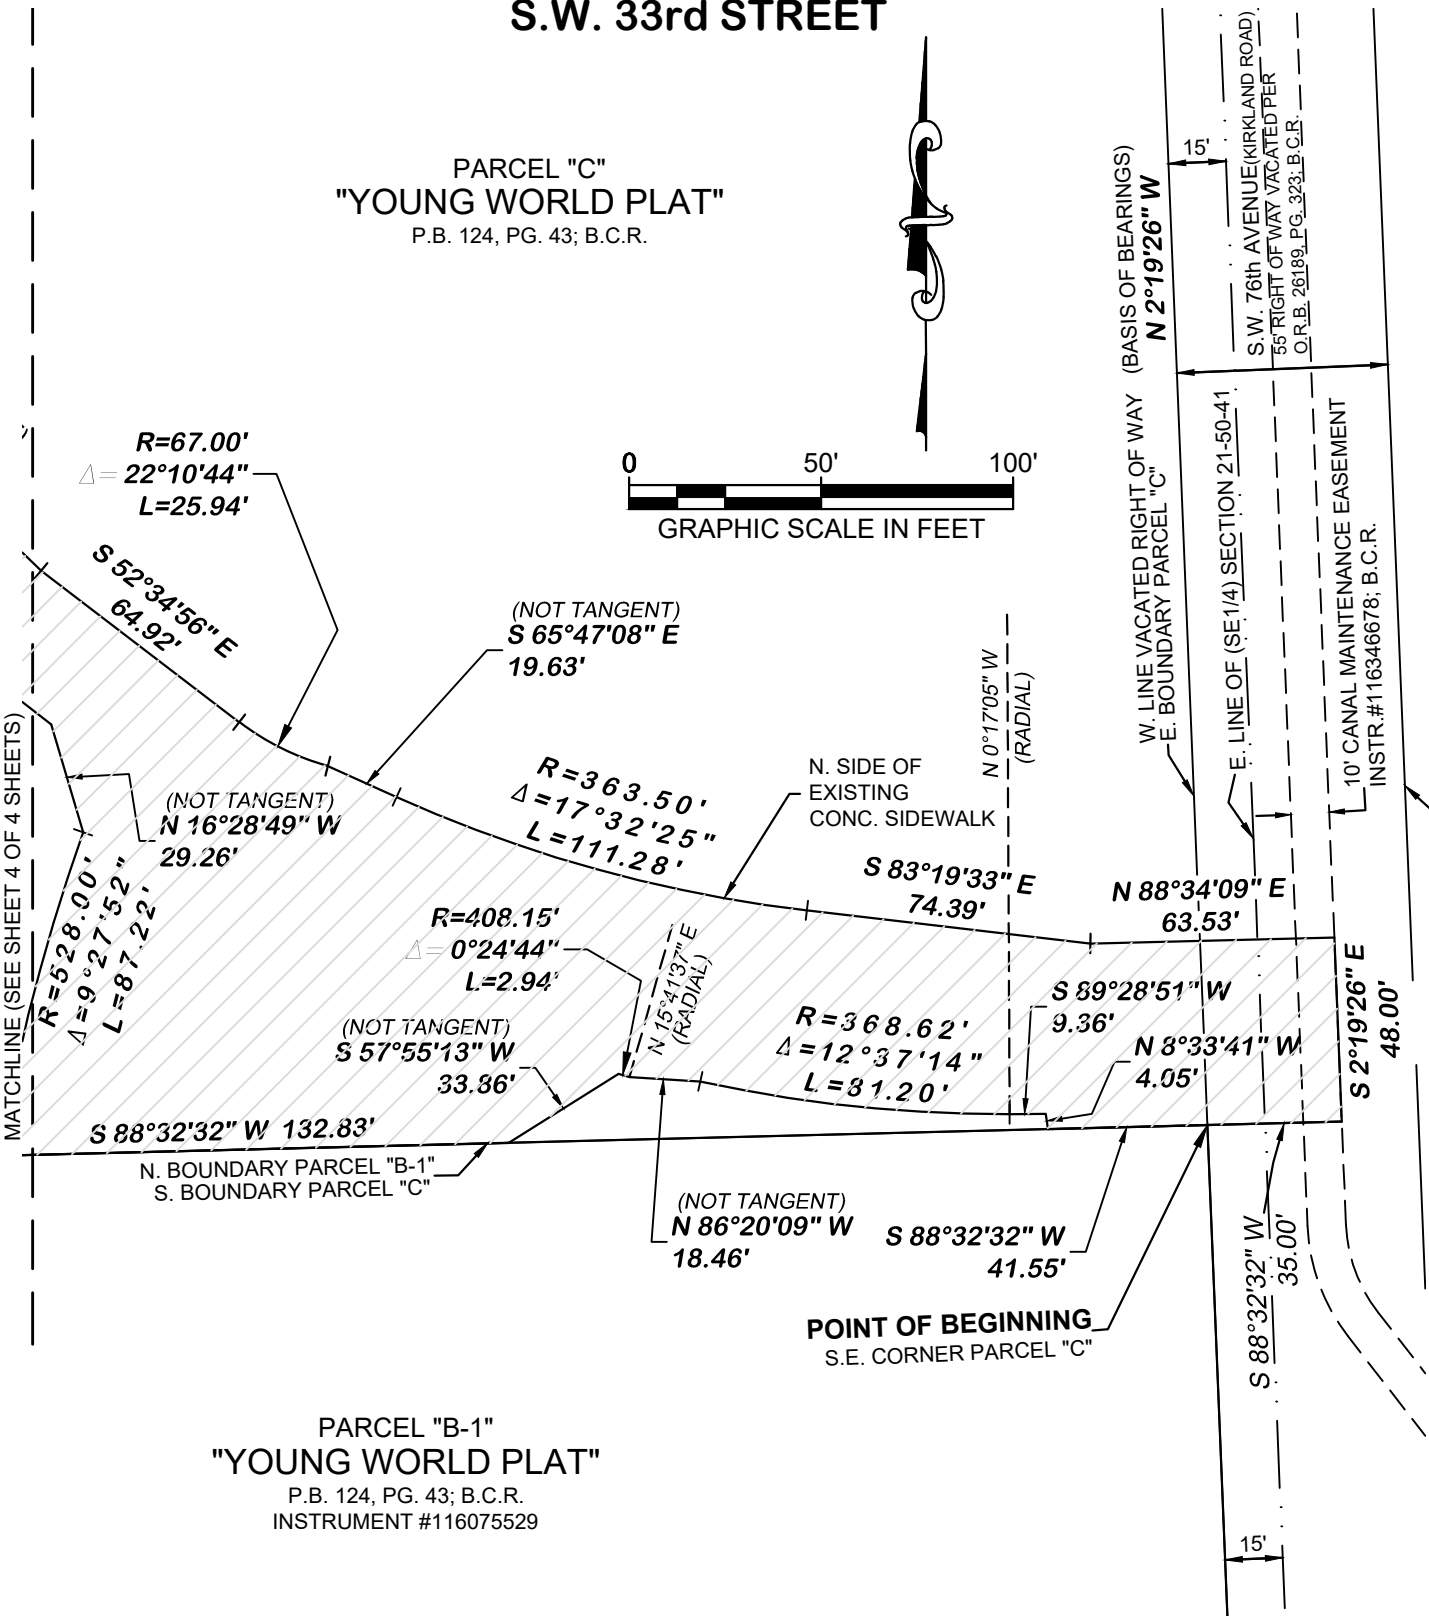 S.W. 33rd STREET
PARCEL "C"
"YOUNG WORLD PLAT"
P.B. 124, PG. 43; B.C.R.
15'
S.W. 76th AVENUE(KIRKLAND ROAD)
55' RIGHT OF WAY VACATED PER
O.R.B. 26189, PG. 323; B.C.R.
(BASIS OF BEARINGS)
N 2°19'26" W
W. LINE VACATED RIGHT OF WAY
E. BOUNDARY PARCEL "C"
E. LINE OF (SE1/4) SECTION 21-50-41
10' CANAL MAINTENANCE EASEMENT
INSTR.#116346678; B.C.R.
R=67.00'
Δ= 22°10'44"
L=25.94'
0 50' 100'
GRAPHIC SCALE IN FEET
S 52°34'56" E
64.92'
(NOT TANGENT)
S 65°47'08" E
19.63'
N 0°17'05" W
(RADIAL)
MATCHLINE (SEE SHEET 4 OF 4 SHEETS)
(NOT TANGENT)
N 16°28'49" W
29.26'
R=363.50'
Δ=17°32'25"
L=111.28'
N. SIDE OF
EXISTING
CONC. SIDEWALK
S 83°19'33" E
74.39'
N 88°34'09" E
63.53'
R=528.00'
Δ=9°27'52"
L=87.22'
R=408.15'
Δ= 0°24'44"
L=2.94'
N 15°41'37" E
(RADIAL)
S 2°19'26" E
48.00'
S 89°28'51" W
9.36'
(NOT TANGENT)
S 57°55'13" W
33.86'
R=368.62'
Δ=12°37'14"
L=81.20'
N 8°33'41" W
4.05'
S 88°32'32" W 132.83'
N. BOUNDARY PARCEL "B-1"
S. BOUNDARY PARCEL "C"
(NOT TANGENT)
N 86°20'09" W
18.46'
S 88°32'32" W
41.55'
S 88°32'32" W
35.00'
POINT OF BEGINNING
S.E. CORNER PARCEL "C"
PARCEL "B-1"
"YOUNG WORLD PLAT"
P.B. 124, PG. 43; B.C.R.
INSTRUMENT #116075529
15'